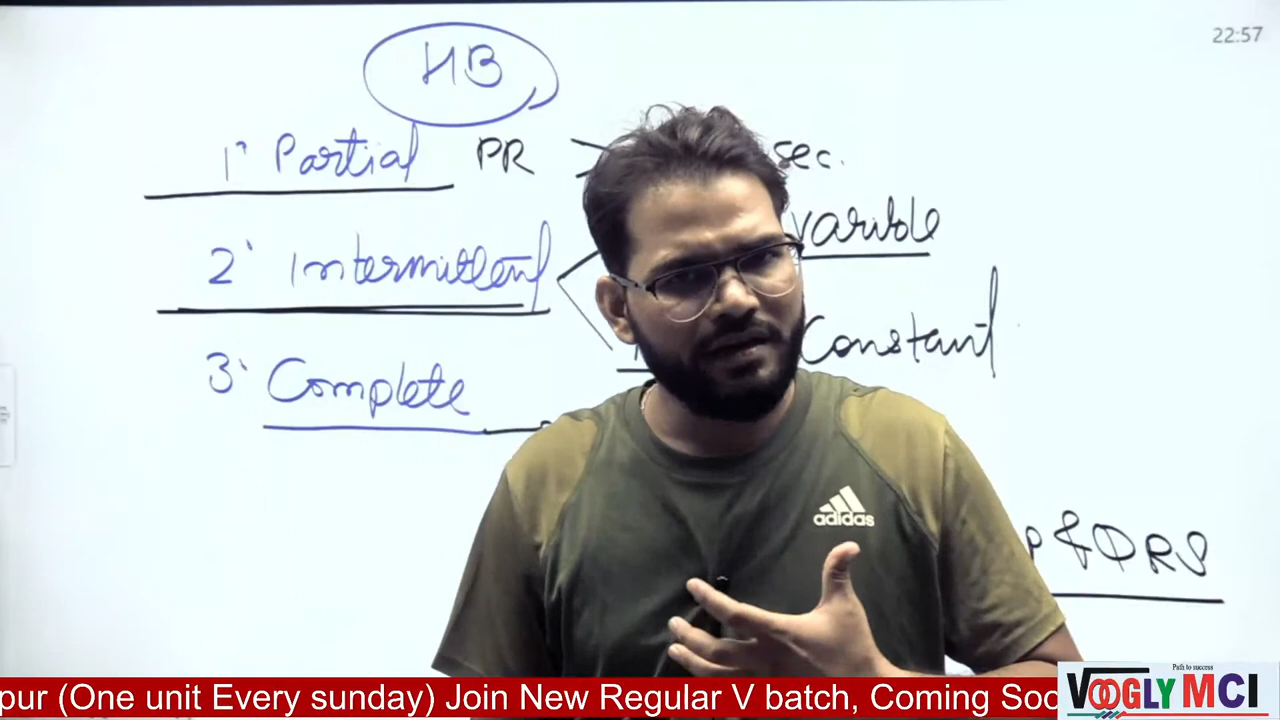 22:57
HB
1' Partial PR > sec.
2' Intermittent < varible
Constant
3' Complete
P & QRS
adidas
Path to success
VOOGLY MCI
pur (One unit Every sunday) Join New Regular V batch, Coming Soo